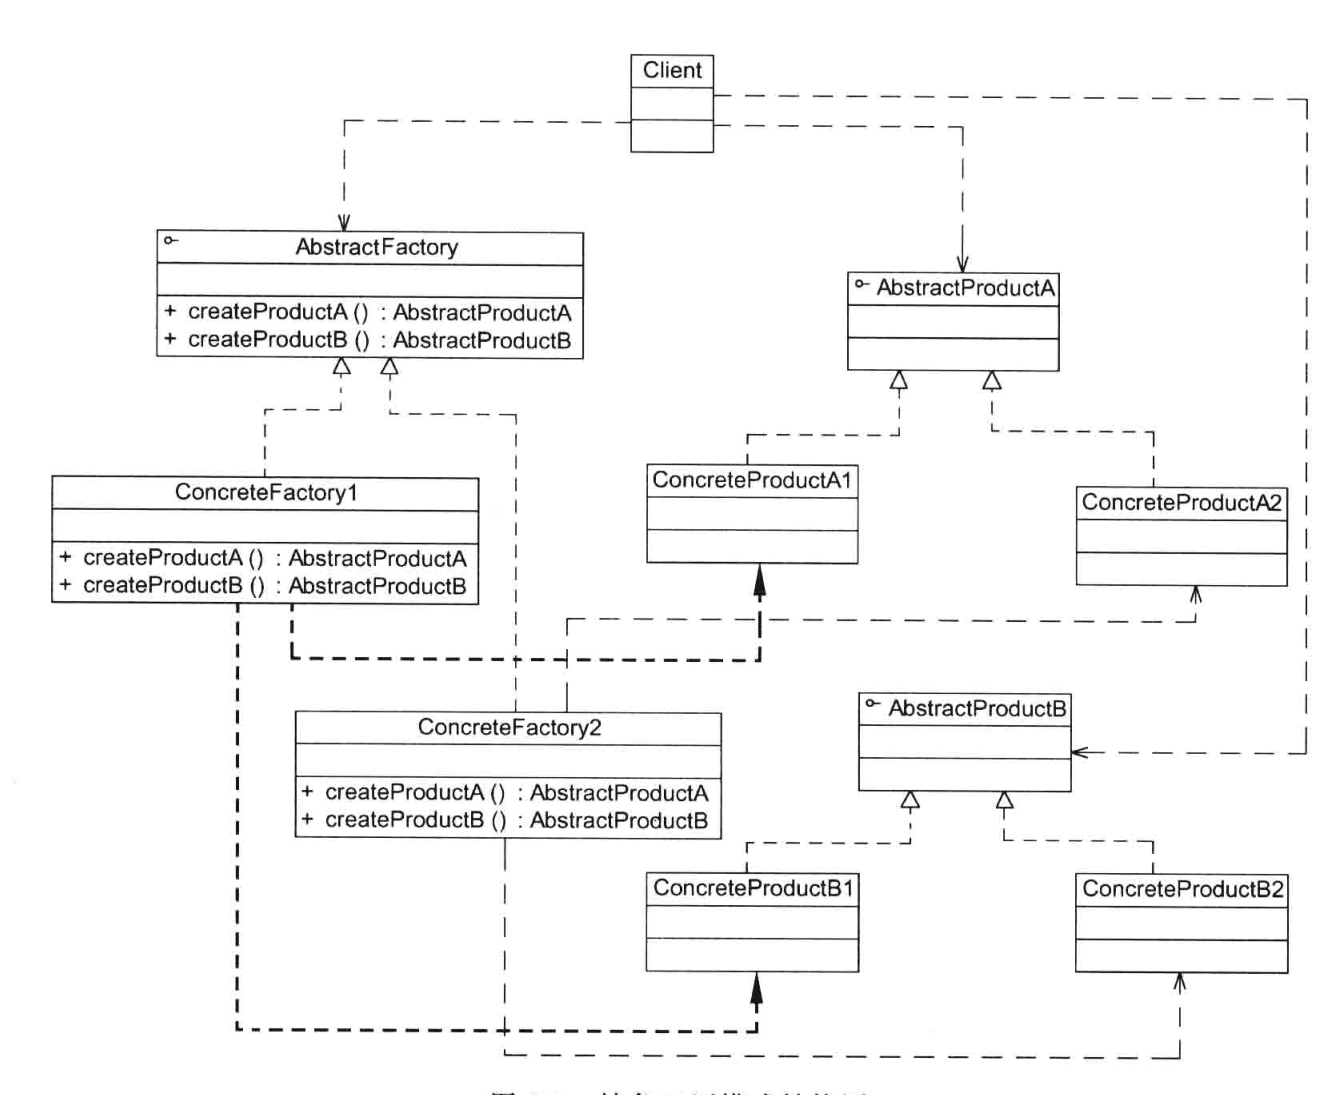 Client
AbstractFactory
+ createProductA () : AbstractProductA
+ createProductB () : AbstractProductB
AbstractProductA
ConcreteFactory1
+ createProductA () : AbstractProductA
+ createProductB () : AbstractProductB
ConcreteProductA1
ConcreteProductA2
ConcreteFactory2
+ createProductA () : AbstractProductA
+ createProductB () : AbstractProductB
AbstractProductB
ConcreteProductB1
ConcreteProductB2